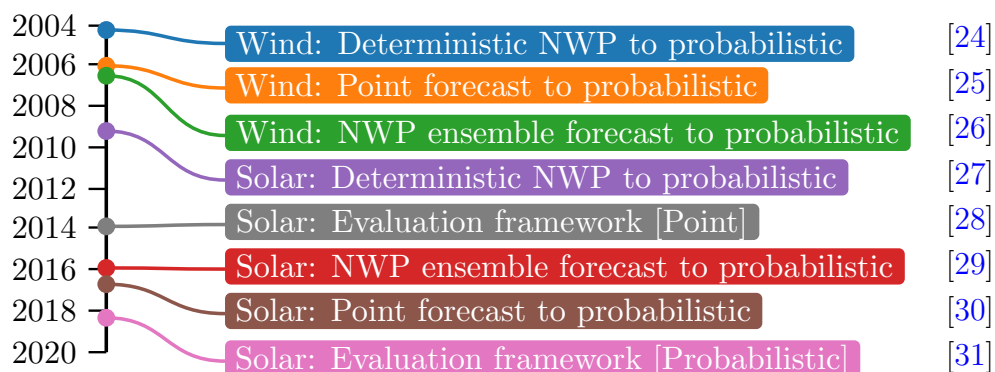 2004
Wind: Deterministic NWP to probabilistic [24]
2006
Wind: Point forecast to probabilistic [25]
2008
Wind: NWP ensemble forecast to probabilistic [26]
2010
Solar: Deterministic NWP to probabilistic [27]
2012
2014
Solar: Evaluation framework [Point] [28]
2016
Solar: NWP ensemble forecast to probabilistic [29]
2018
Solar: Point forecast to probabilistic [30]
2020
Solar: Evaluation framework [Probabilistic] [31]